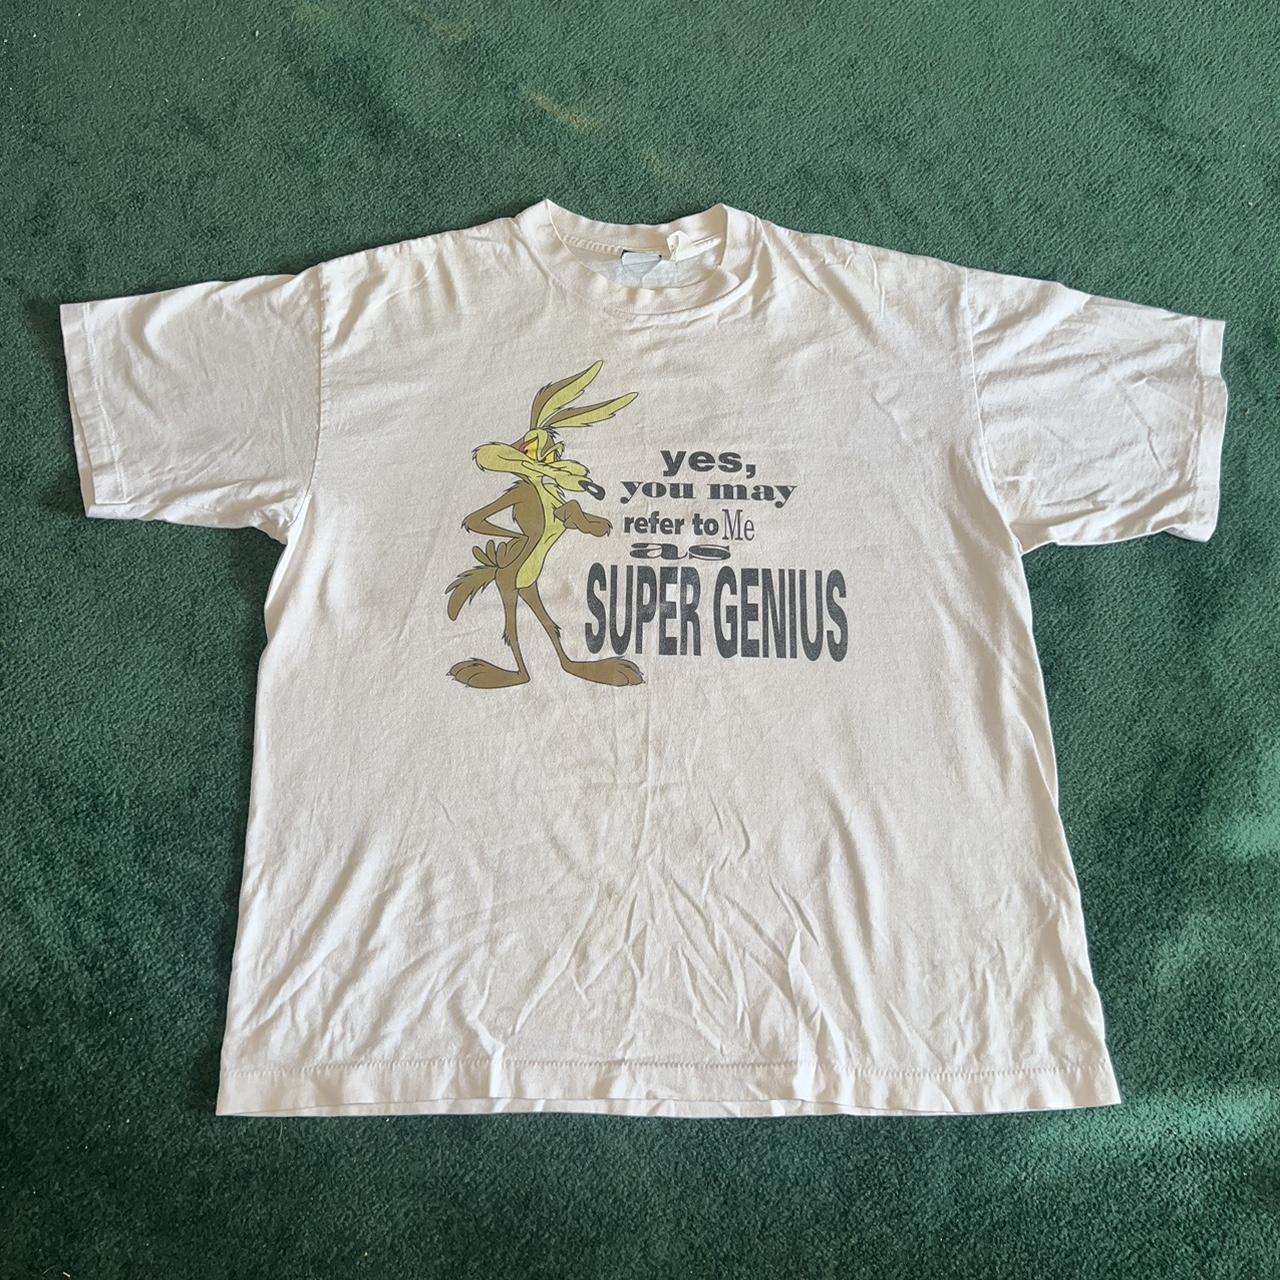 yes,
you may
refer to Me
as
SUPER GENIUS